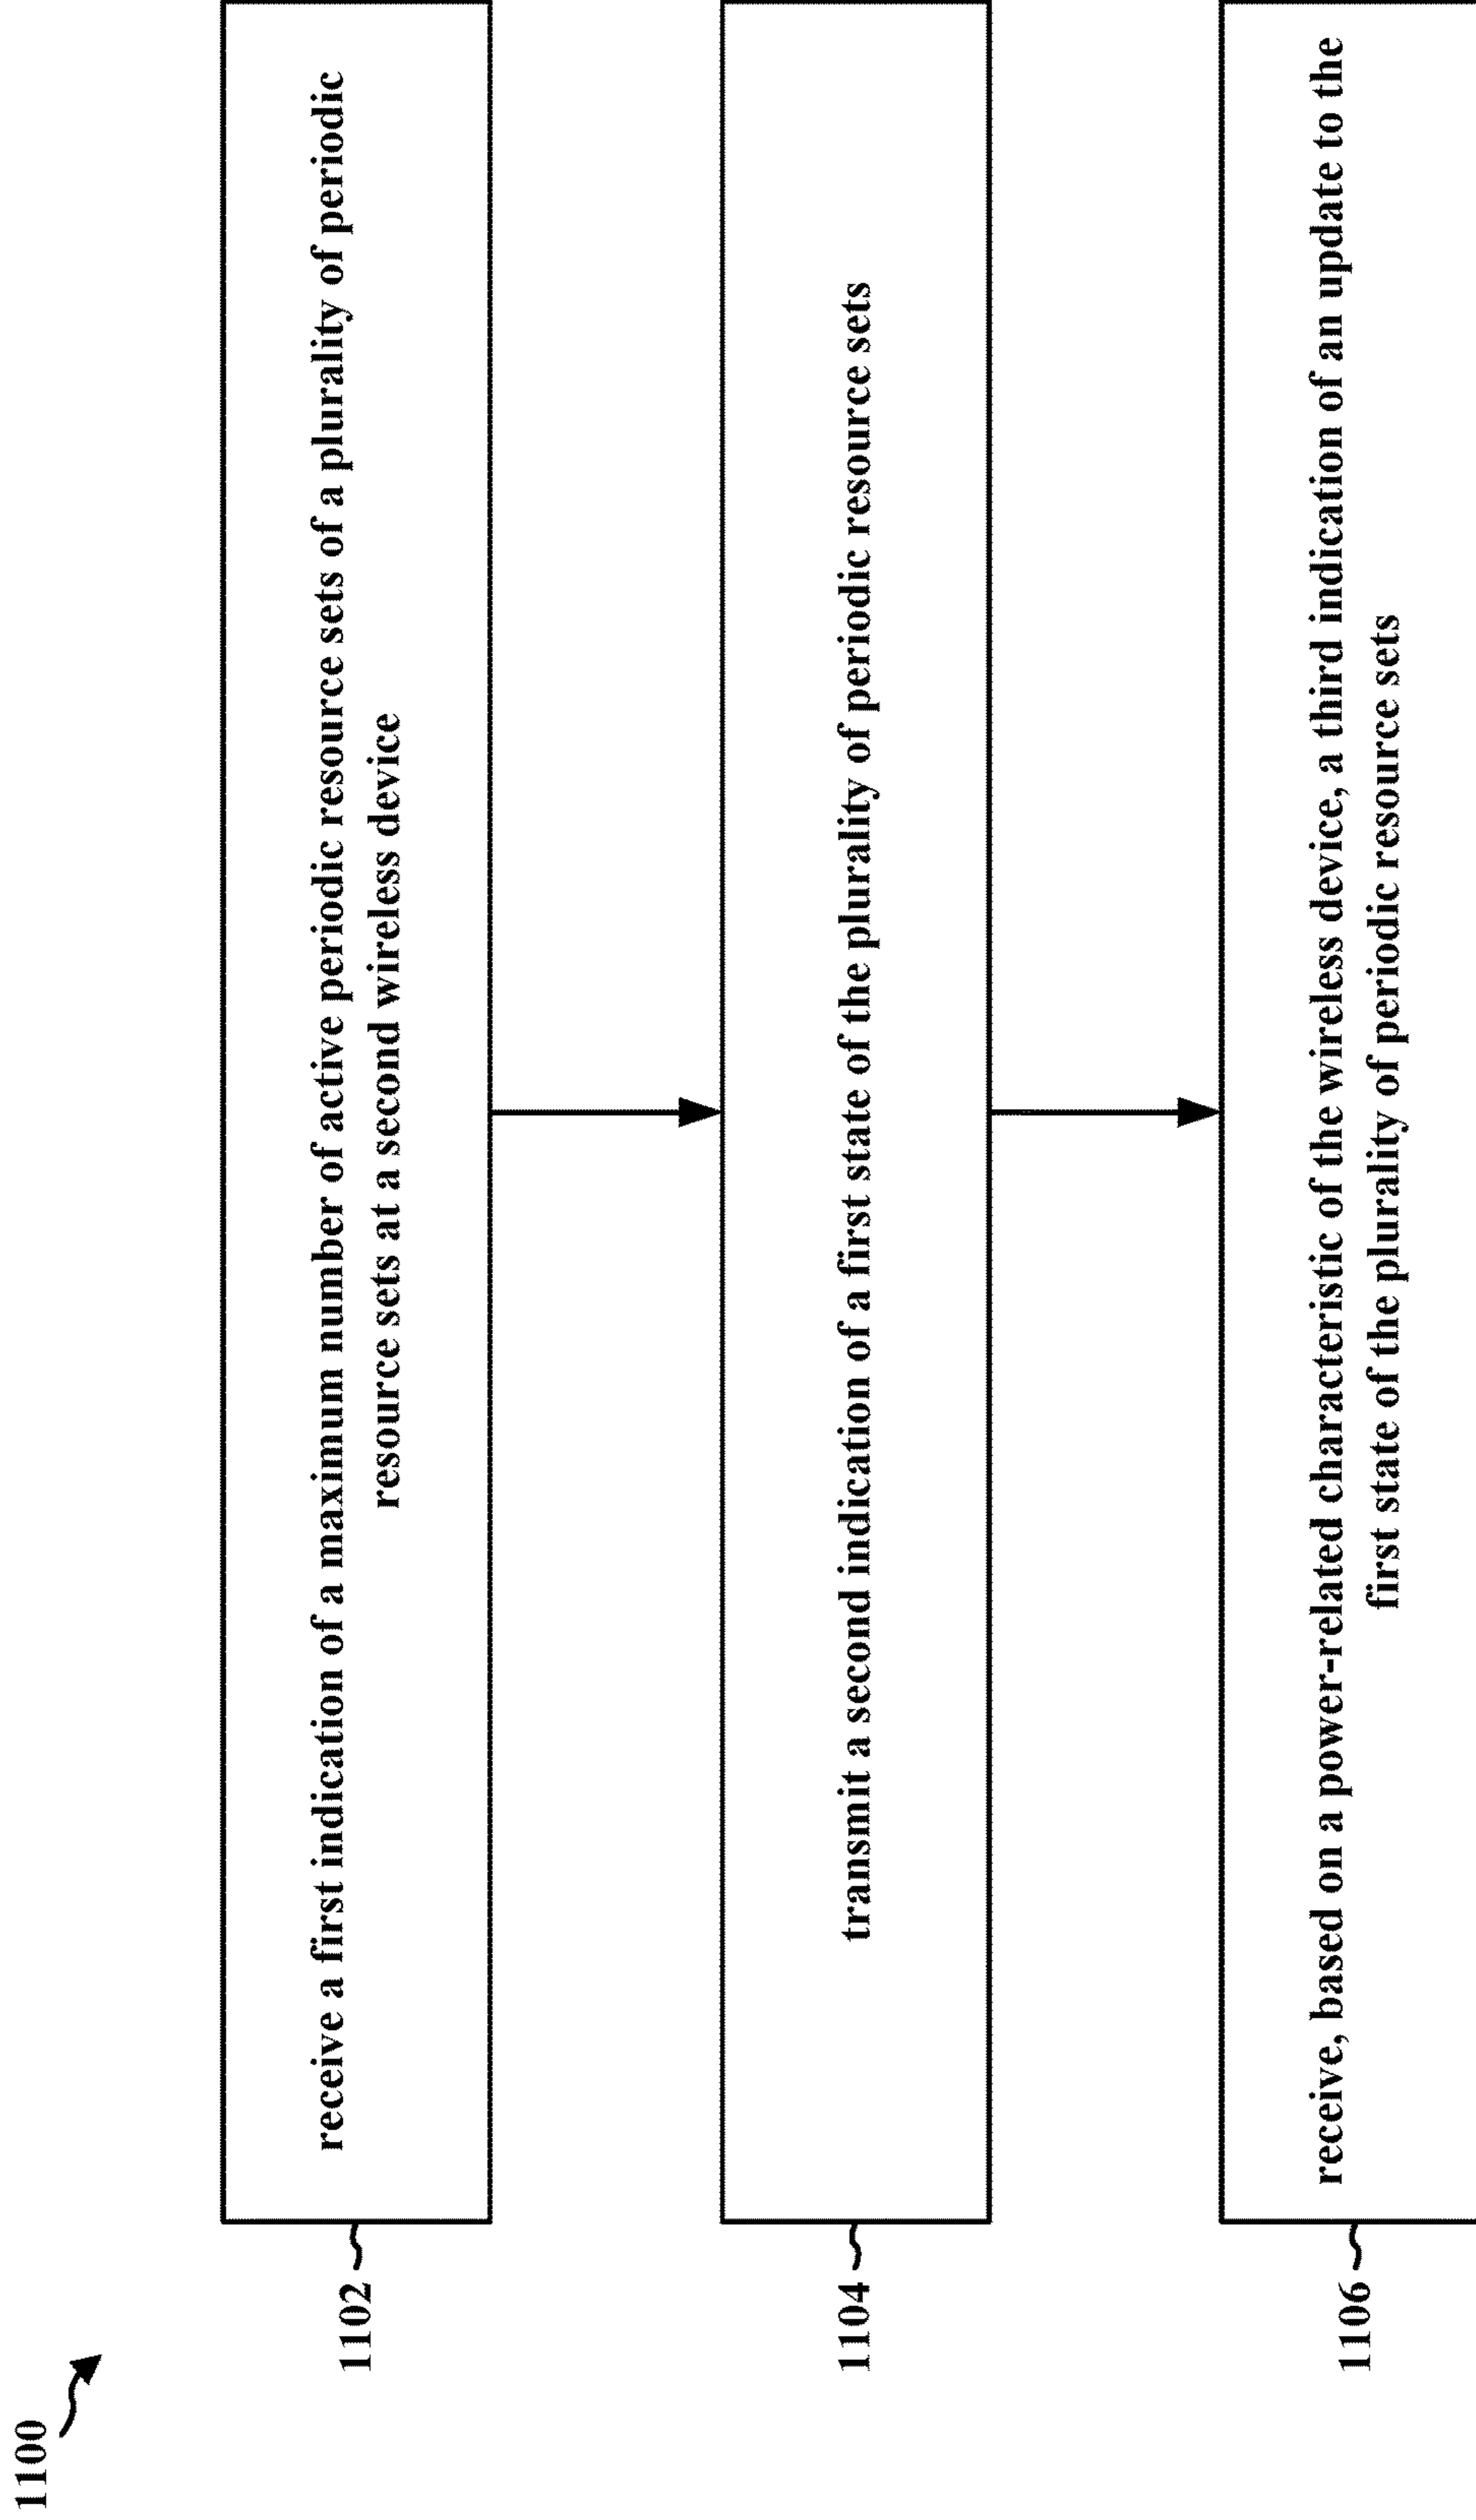 1100
1102
receive a first indication of a maximum number of active periodic resource sets of a plurality of periodic
resource sets at a second wireless device
1104
transmit a second indication of a first state of the plurality of periodic resource sets
1106
receive, based on a power-related characteristic of the wireless device, a third indication of an update to the
first state of the plurality of periodic resource sets